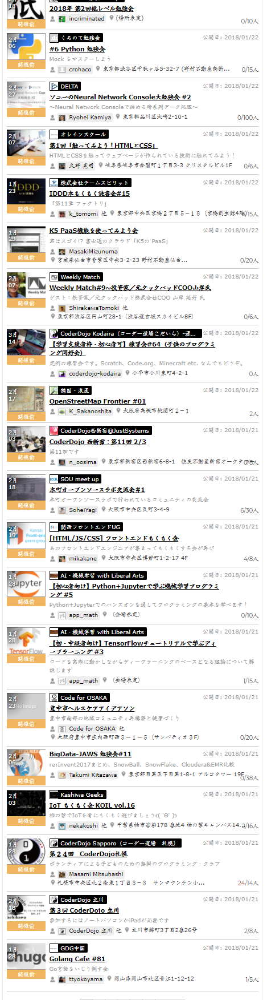 18
低
開催前
2018年 第2回低レベル勉強会
incriminated (場所未定)
0/10人
2月
06
開催前
くろのて勉強会
公開日: 2018/01/22
#6 Python 勉強会
Mock をマスターしよう
crohaco 東京都渋谷区千駄ヶ谷5-32-7 (野村不動産南新...
0/15人
2月
27
開催前
DELTA
公開日: 2018/01/22
ソニーのNeural Network Console大勉強会 #2
～Neural Network Consoleで始める時系列データ処理～
Ryohei Kamiya 東京都品川区大崎2-10-1
0/100人
2月
07
開催前
オレインスクール
公開日: 2018/01/22
第1回「触ってみよう！HTMLとCSS」
HTMLとCSSを触ってウェブページが作られている技術に触れてみよう！
久野 晃司 岐阜県岐阜市金園町１丁目3-3 クリスタルビル1F
0/6人
1月
23
IDDD
開催前
株式会社チームスピリット
公開日: 2018/01/22
IDDD本もくもく読書会#15
「第11章 ファクトリ」
k_tomomi 他 東京都中央区京橋２丁目５－１８（京橋創生館4階）
/15人
1月
29
開催前
公開日: 2018/01/22
K5 PaaS機能を使ってみよう会
実はスゴイ!? 富士通のクラウド「K5の PaaS」
MasakiMizunuma
宮城県仙台市青葉区中央3-2-23 野村不動産仙台...
0/20人
2月
07
Weekly Mat
開催前
Weekly Match
公開日: 2018/01/22
Weekly Match#9～投資家／元クックパッドCOO山岸氏
ゲスト：投資家／元クックパッド株式会社COO 山岸 延好 氏
ShirakawaTomoki 他
東京都渋谷区円山町28-1（渋谷道玄坂スカイビル8F）
0/6人
3月
14
開催前
CoderDojo Kodaira（コーダー道場こだいら）-運...
公開日: 2018/01/22
【学習支援者枠・初心者可】練習会#64（子供のプログラミ
ング同好会）
定例の練習会です。Scratch、Code.org、Minecraft etc. なんでもどうぞ。
coderdojo-kodaira 小平市小川東町4-2-1
0人
2月
17
開催前
諸国・浪漫
公開日: 2018/01/22
OpenStreetMap Frontier #01
K_Sakanoshita 大阪府高槻市桃園町２－１
2人
2月
03
開催前
CoderDojo西新宿@JustSystems
公開日: 2018/01/21
CoderDojo 西新宿：第11回 2/3
第11回です
n_oosima 東京都新宿区西新宿6-8-1 住友不動産新宿オークタワ
/8人
2月
18
開催前
SOU meet up
公開日: 2018/01/21
本町オープンソースラボ交流会#1
本町オープンソースラボで行われているコミュニティの交流会
SoheiYagi 大阪市中央区瓦町3-4-9
6/30人
2月
19
Kansai
Front-end
users grou
開催前
関西フロントエンドUG
公開日: 2018/01/21
[HTML/JS/CSS] フロントエンドもくもく会
あのフロントエンドエンジニアが集まってもくもくする会が再び
mikakane 大阪市中央区博労町1-2-17 4F
4/8人
1月
28
jupyter
開催前
AI・機械学習 with Liberal Arts
公開日: 2018/01/21
【初心者向け】Python+Jupyterで学ぶ機械学習プログラミ
ング #5
Python+Jupyterでのハンズオンを通してプログラミングの基本を学べます！
app_math （会場未定）
0/10人
1月
28
TensorFlow
開催前
AI・機械学習 with Liberal Arts
公開日: 2018/01/21
【初・中級者向け】TensorFlowチュートリアルで学ぶディ
ープラーニング #3
コードを実際に動かしながらディープラーニングのベースとなる理論について解
説します
app_math （会場未定）
1/15人
2月
23
No Image
開催前
Code for OSAKA
公開日: 2018/01/21
豊中市ヘルスケアアイデアソン
豊中市南部の地域コミュニティ再構築と健康づくり
Code for OSAKA 他
大阪府豊中市庄内西町西３－１－５（サンパティオ３F）
0/20人
2月
06
BigData
開催前
公開日: 2018/01/21
BigData-JAWS 勉強会#11
re;Invent2017まとめ、SnowBall、SnowFlake、Cloudera&EMR比較
Takumi Kitazawa 東京都目黒区下目黒1-8-1 アルコタワー 19F
0/38人
2月
03
KOIL
開催前
Kashiwa Geeks
公開日: 2018/01/21
IoT もくもく会 KOIL vol.16
柏の葉でIoTを肴にもくもく遊びましょうϵ( 'Θ' )϶
nekakoshi 他 千葉県柏市若柴178 番地4 柏の葉キャンパス14...
2/16人
1月
28
開催前
CoderDojo Sapporo（コーダー道場 札幌）
公開日: 2018/01/21
第２４回 CoderDojo札幌
ボランティアによる子どものための無料のプログラミング・クラブ
Masami Mitsuhashi
札幌市中央区北２条東１丁目３－３ サンマウンテン小...
24/14人
2月
18
Tachikawa
開催前
CoderDojo 立川
公開日: 2018/01/21
第３回 CoderDojo 立川
参加するにはノートパソコンかiPadが必要です
CoderDojo 立川 他 立川市錦町3丁目2番26号
2/8人
1月
28
chugo
開催前
GDG中国
公開日: 2018/01/21
Golang Cafe #81
Go言語をいじり倒す会
ttyokoyama 岡山県岡山市北区青江1-12-12
1/5人